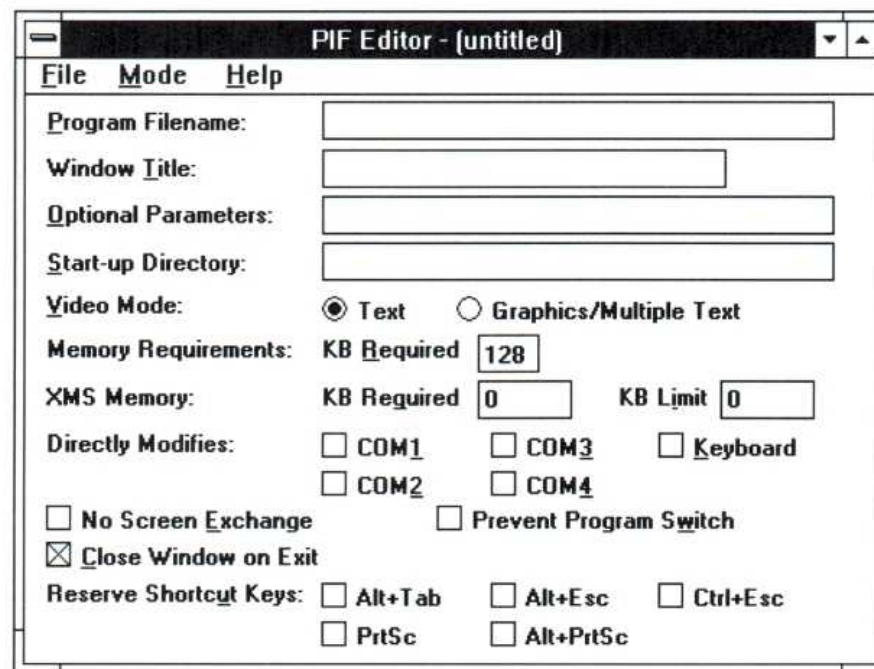 PIF Editor - (untitled)
File Mode Help
Program Filename:
Window Title:
Optional Parameters:
Start-up Directory:
Video Mode: Text Graphics/Multiple Text
Memory Requirements: KB Required 128
XMS Memory: KB Required 0 KB Limit 0
Directly Modifies: COM1 COM3 Keyboard
COM2 COM4
No Screen Exchange Prevent Program Switch
Close Window on Exit
Reserve Shortcut Keys: Alt+Tab Alt+Esc Ctrl+Esc
PrtSc Alt+PrtSc